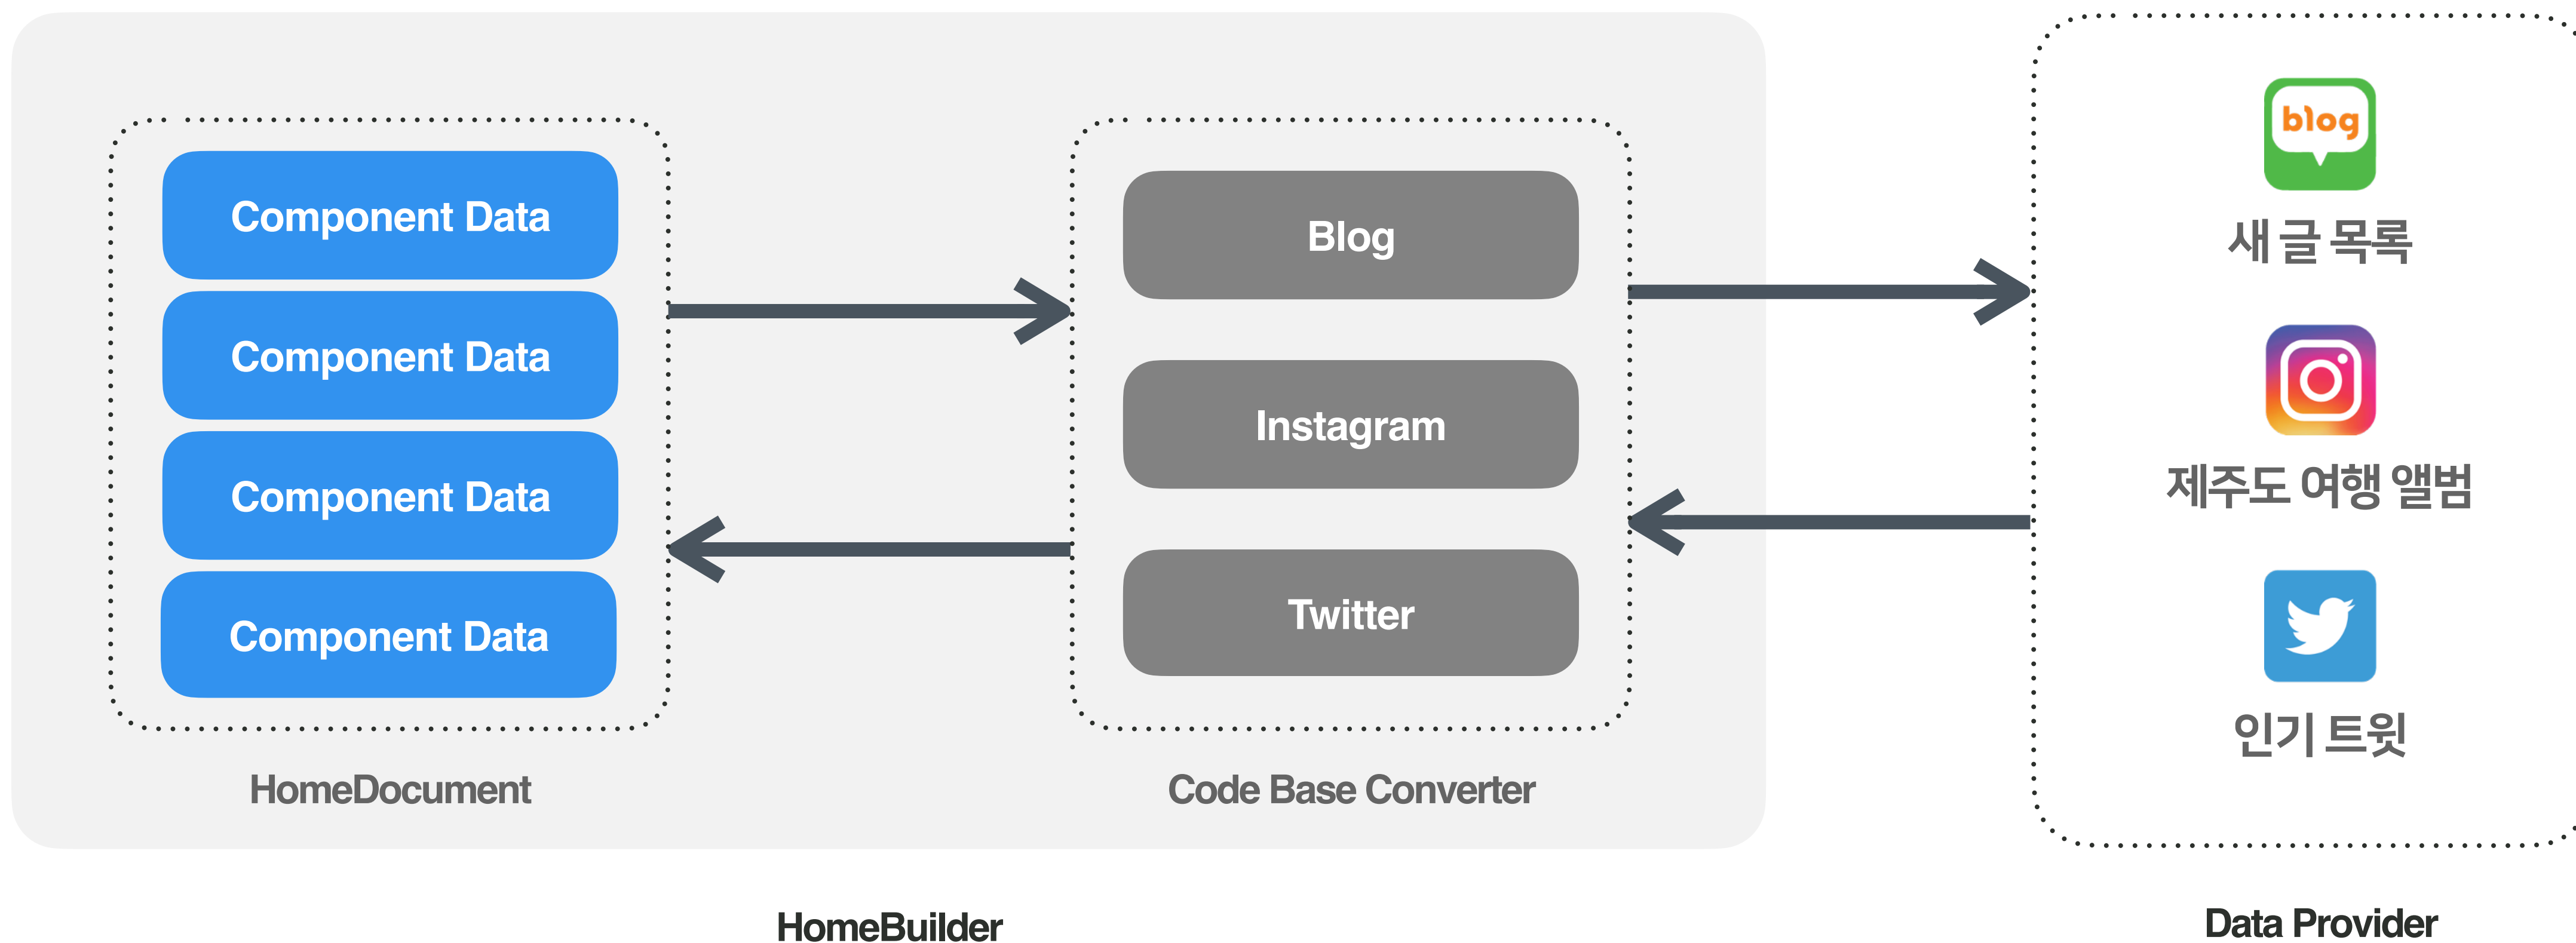 Component Data
Component Data
Component Data
Component Data
HomeDocument
Blog
Instagram
Twitter
Code Base Converter
HomeBuilder
blog
새 글 목록
제주도 여행 앨범
인기 트윗
Data Provider